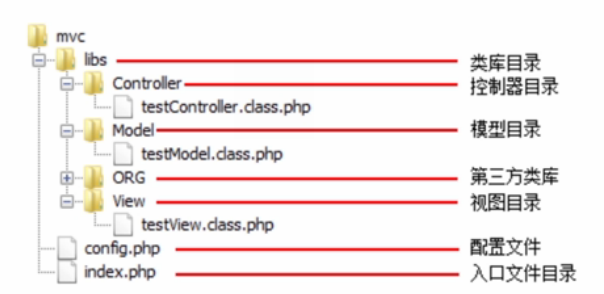 mvc
libs 类库目录
Controller 控制器目录
testController.class.php
Model 模型目录
testModel.class.php
ORG 第三方类库
View 视图目录
testView.class.php
config.php 配置文件
index.php 入口文件目录